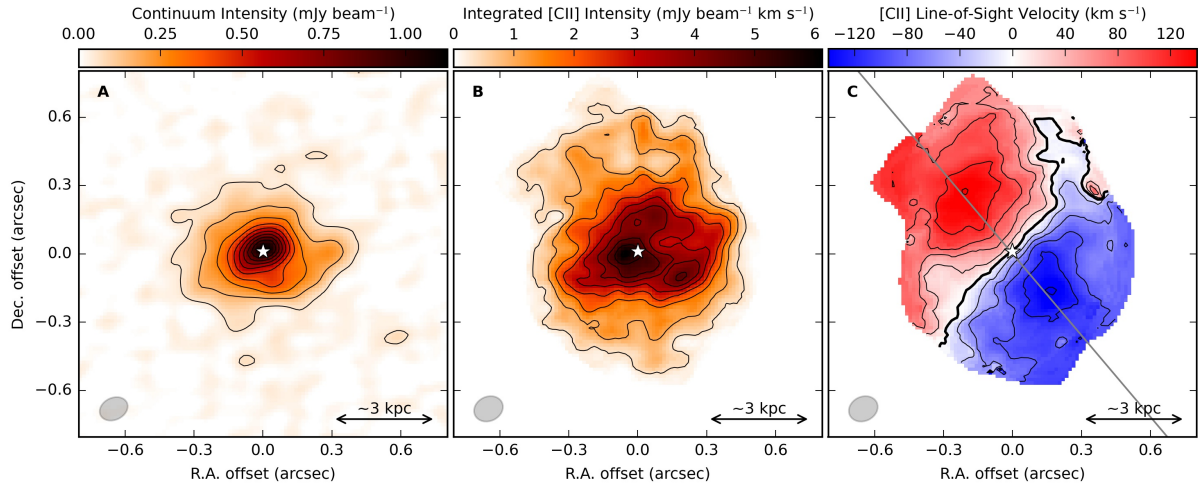 Continuum Intensity (mJy beam⁻¹)
0.00 0.25 0.50 0.75 1.00
Integrated [CII] Intensity (mJy beam⁻¹ km s⁻¹)
0 1 2 3 4 5 6
[CII] Line-of-Sight Velocity (km s⁻¹)
−120 −80 −40 0 40 80 120
A
B
C
Dec. offset (arcsec)
0.6
0.3
0.0
−0.3
−0.6
~3 kpc
~3 kpc
~3 kpc
−0.6 −0.3 0.0 0.3 0.6
−0.6 −0.3 0.0 0.3 0.6
−0.6 −0.3 0.0 0.3 0.6
R.A. offset (arcsec)
R.A. offset (arcsec)
R.A. offset (arcsec)